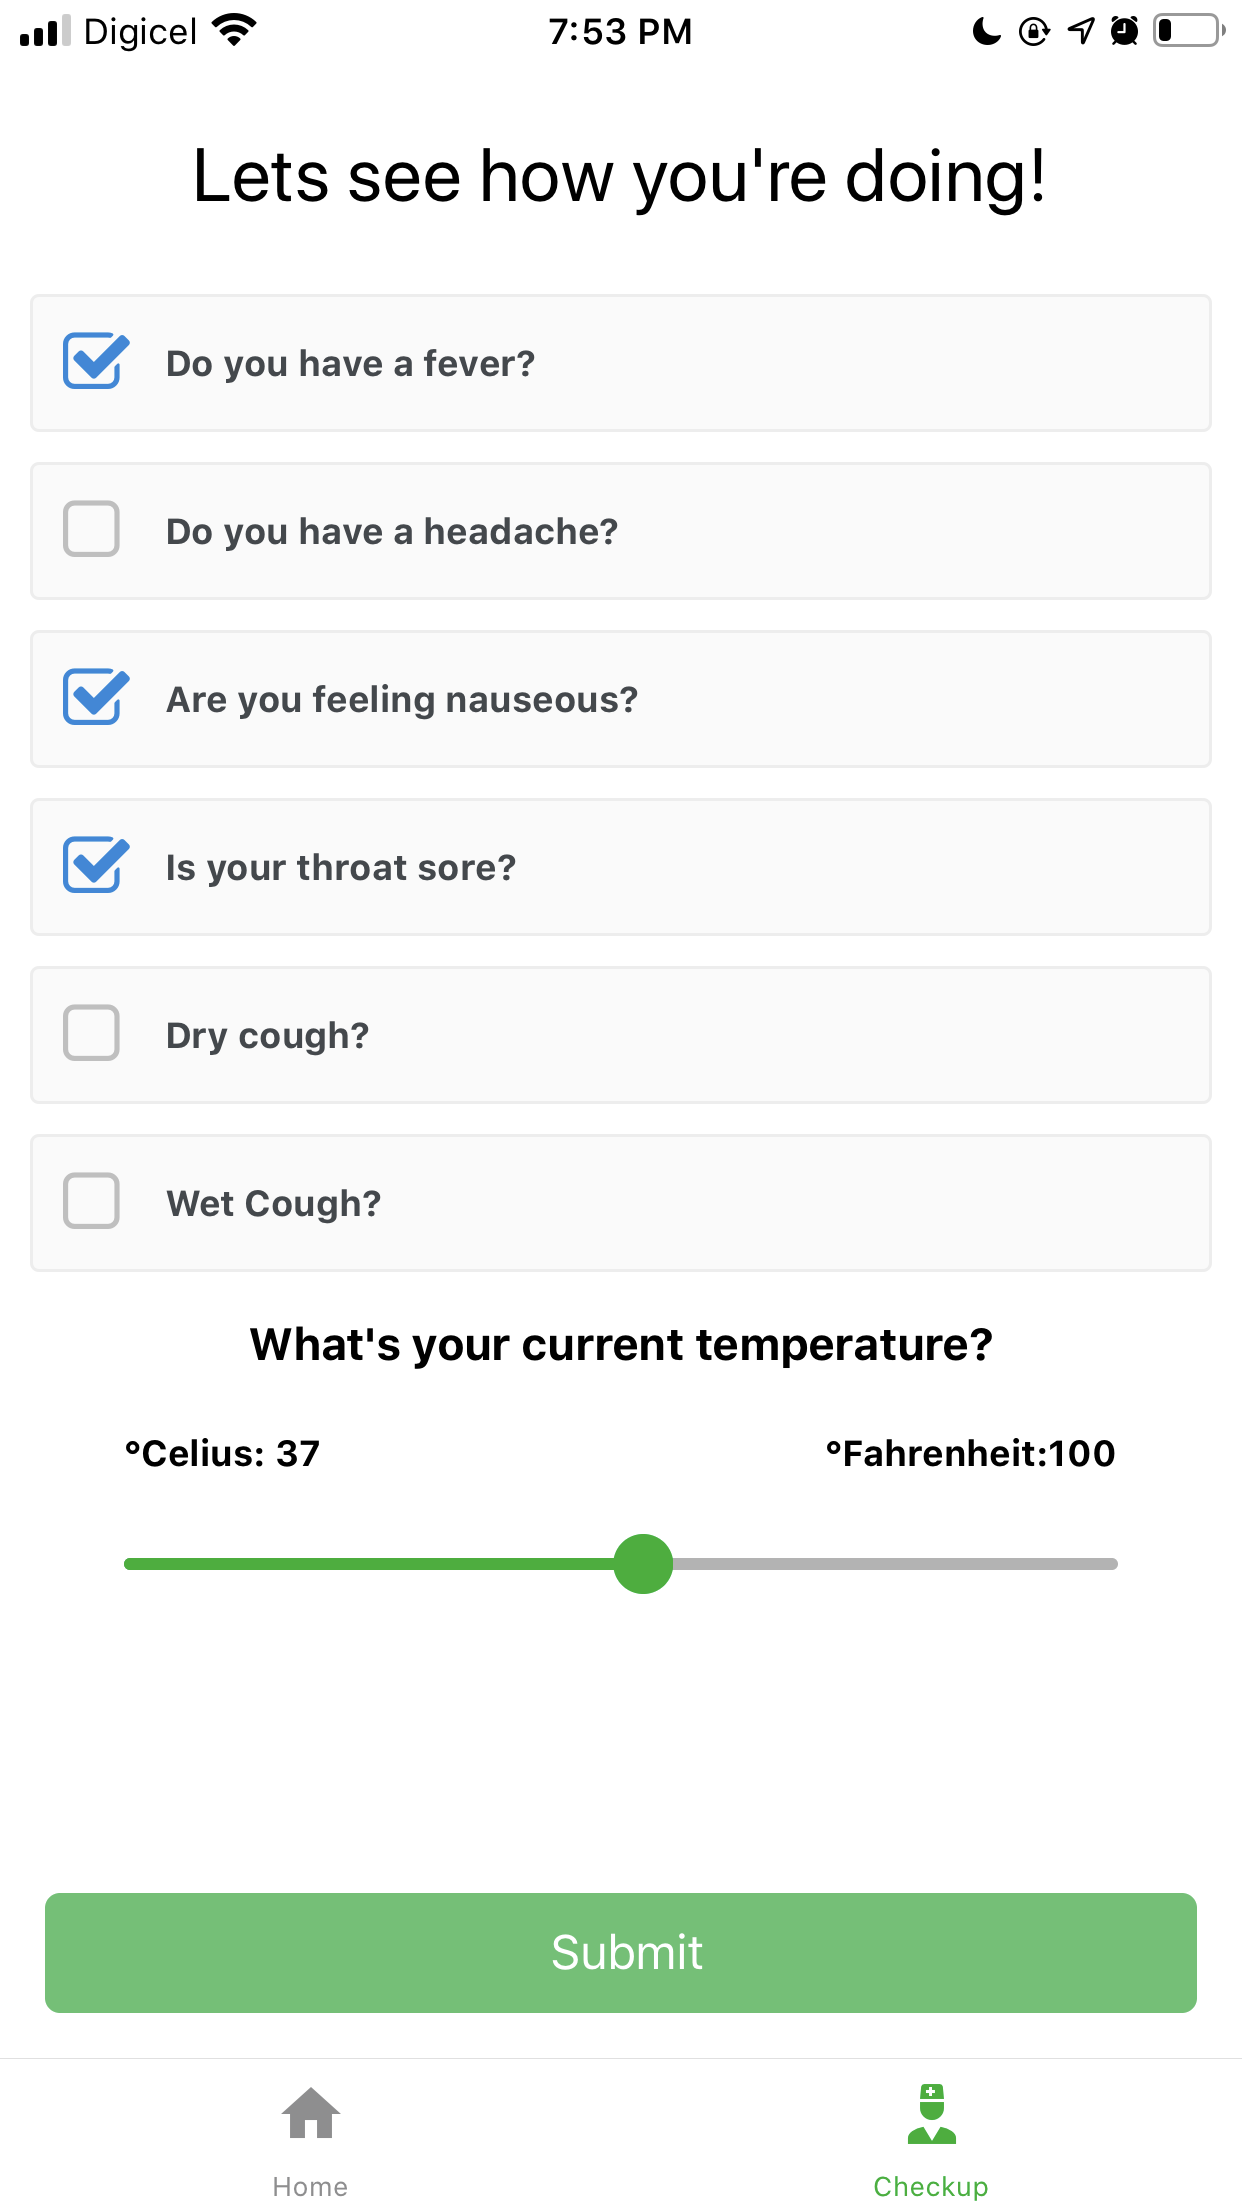 Digicel 7:53 PM
Lets see how you're doing!
Do you have a fever?
Do you have a headache?
Are you feeling nauseous?
Is your throat sore?
Dry cough?
Wet Cough?
What's your current temperature?
°Celius: 37 °Fahrenheit:100
Submit
Home Checkup